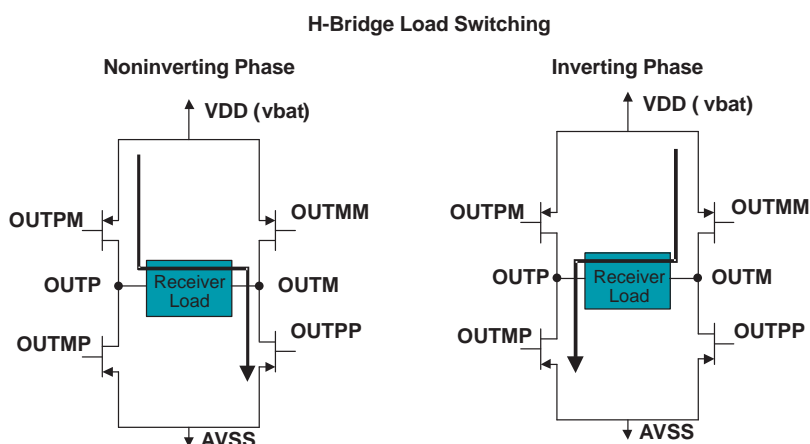 H-Bridge Load Switching
Noninverting Phase
VDD (vbat)
OUTPM
OUTMM
OUTP
Receiver
Load
OUTM
OUTMP
OUTPP
AVSS
Inverting Phase
VDD (vbat)
OUTPM
OUTMM
OUTP
Receiver
Load
OUTM
OUTMP
OUTPP
AVSS